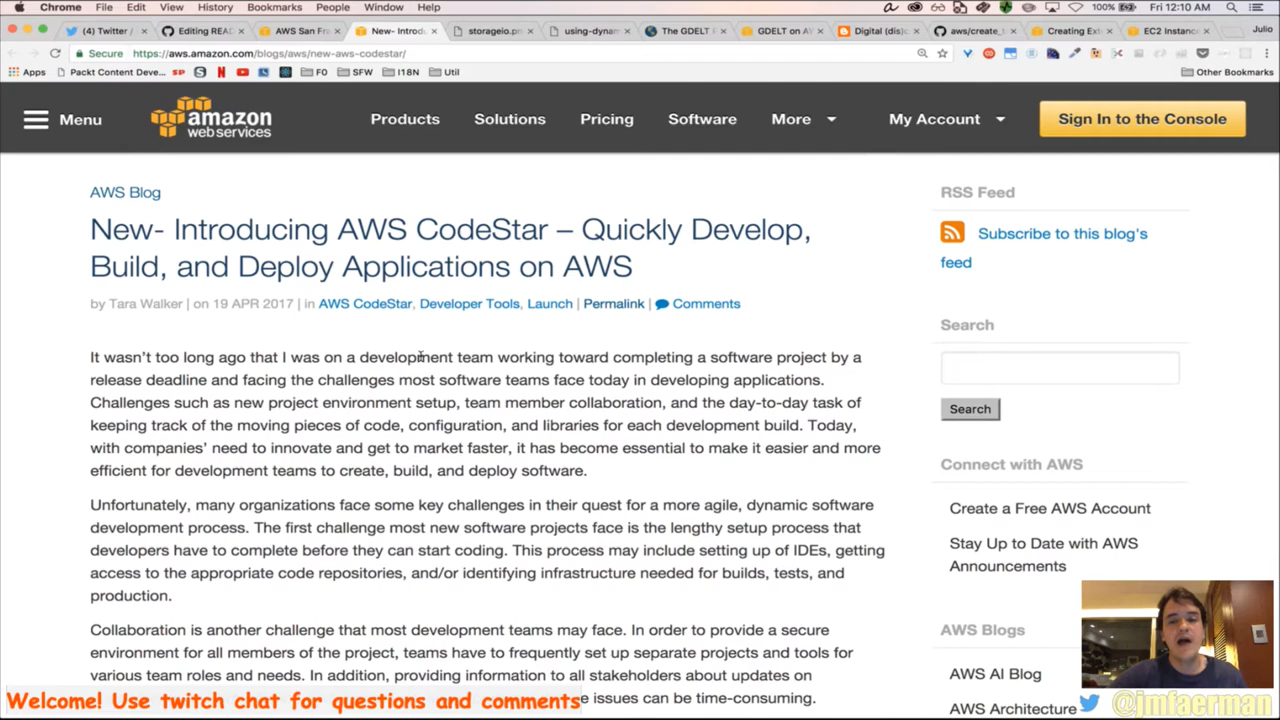 Chrome File Edit View History Bookmarks People Window Help 100% Fri 12:10 AM
(4) Twitter / Editing READ AWS San Fra New- Introdu storageio.po using-dynam The GDELT P GDELT on AW Digital (dis)c aws/create_ Creating Ext EC2 Instance Julio
Secure https://aws.amazon.com/blogs/aws/new-aws-codestar/
Apps Packt Content Deve... SP F0 SFW I18N Util Other Bookmarks
Menu amazon web services Products Solutions Pricing Software More My Account Sign In to the Console
AWS Blog
New- Introducing AWS CodeStar – Quickly Develop,
Build, and Deploy Applications on AWS
by Tara Walker | on 19 APR 2017 | in AWS CodeStar, Developer Tools, Launch | Permalink | Comments
It wasn't too long ago that I was on a development team working toward completing a software project by a
release deadline and facing the challenges most software teams face today in developing applications.
Challenges such as new project environment setup, team member collaboration, and the day-to-day task of
keeping track of the moving pieces of code, configuration, and libraries for each development build. Today,
with companies' need to innovate and get to market faster, it has become essential to make it easier and more
efficient for development teams to create, build, and deploy software.
Unfortunately, many organizations face some key challenges in their quest for a more agile, dynamic software
development process. The first challenge most new software projects face is the lengthy setup process that
developers have to complete before they can start coding. This process may include setting up of IDEs, getting
access to the appropriate code repositories, and/or identifying infrastructure needed for builds, tests, and
production.
Collaboration is another challenge that most development teams may face. In order to provide a secure
environment for all members of the project, teams have to frequently set up separate projects and tools for
various team roles and needs. In addition, providing information to all stakeholders about updates on
e issues can be time-consuming.
RSS Feed
Subscribe to this blog's
feed
Search
Search
Connect with AWS
Create a Free AWS Account
Stay Up to Date with AWS
Announcements
AWS Blogs
AWS AI Blog
AWS Architecture
Welcome! Use twitch chat for questions and comments
@jmfaerman